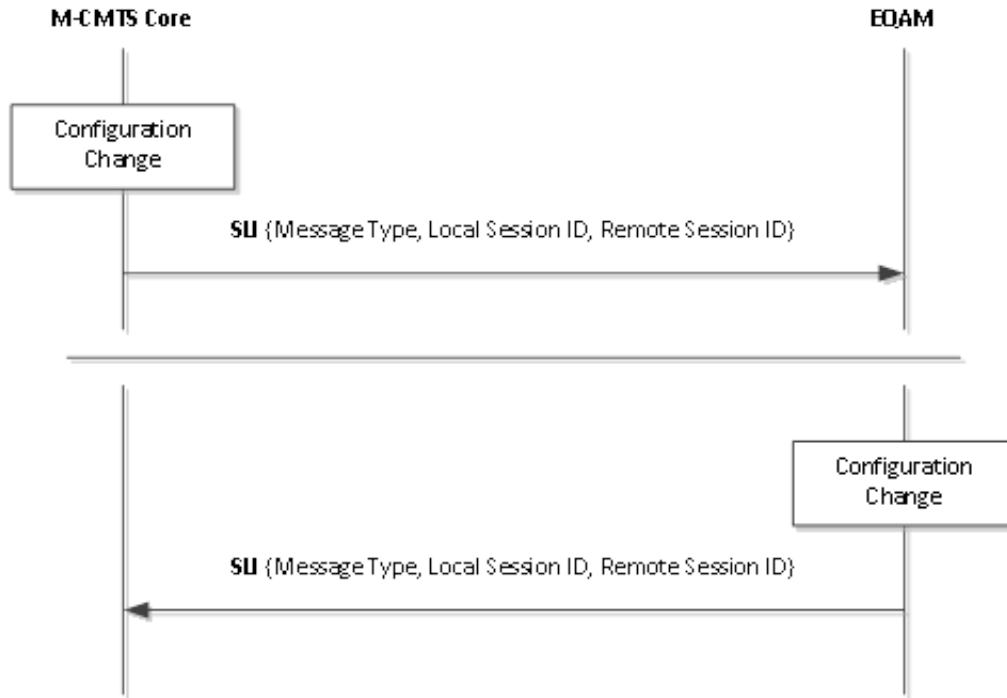 M-CMTS Core
EQAM
Configuration
Change
SLI {Message Type, Local Session ID, Remote Session ID}
Configuration
Change
SLI {Message Type, Local Session ID, Remote Session ID}